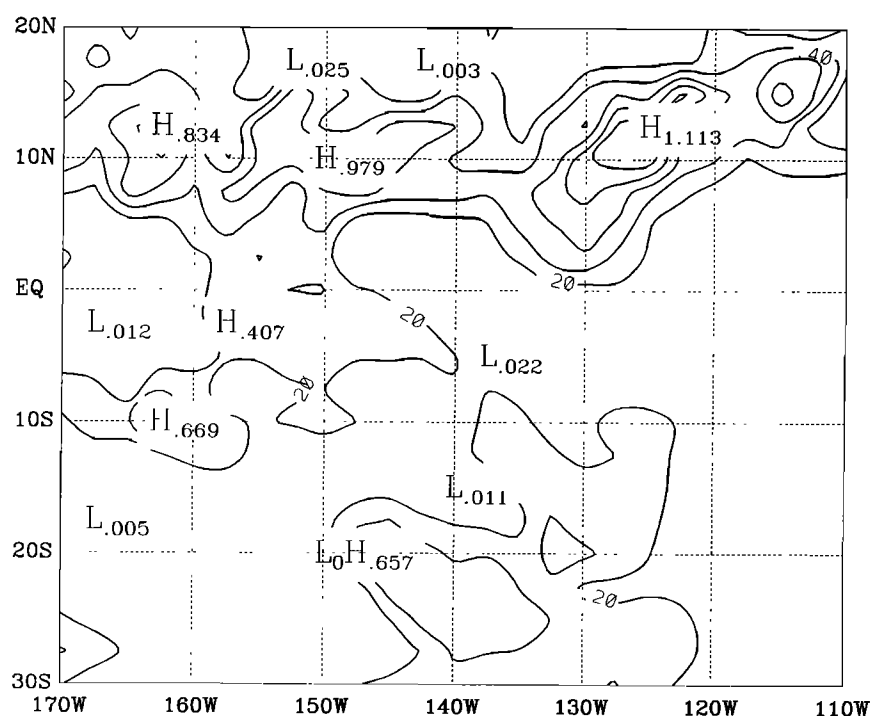 20N
L.025 L.003
.40
H.834 H1.113
10N H.979
20
EQ
20
L.012 H.407
L.022
20
10S H.669
L.011
L.005
20S L0H.657
20
30S
170W 160W 150W 140W 130W 120W 110W